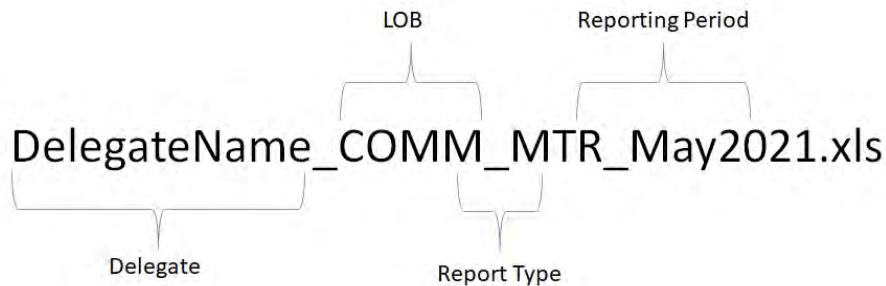 LOB Reporting Period
DelegateName_COMM_MTR_May2021.xls
Delegate Report Type